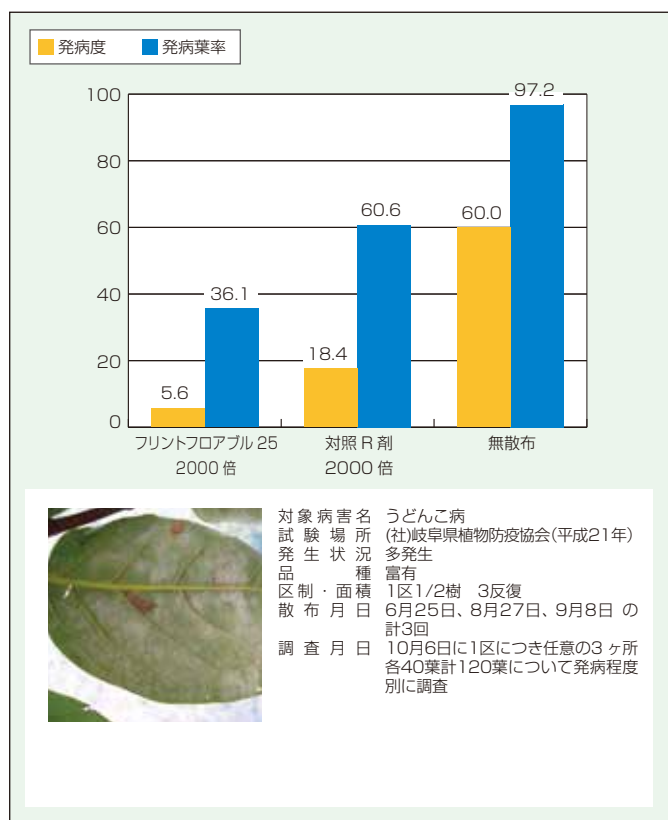 発病度 発病葉率
100
80
60
40
20
0
5.6
36.1
18.4
60.6
60.0
97.2
フリントフロアブル 25
2000 倍
対照 R 剤
2000 倍
無散布
対象病害名 うどんこ病
試験場所 (社)岐阜県植物防疫協会(平成21年)
発生状況 多発生
品種 富有
区制・面積 1区1/2樹 3反復
散布月日 6月25日、8月27日、9月8日 の
計3回
調査月日 10月6日に1区につき任意の3 ヶ所
各40葉計120葉について発病程度
別に調査